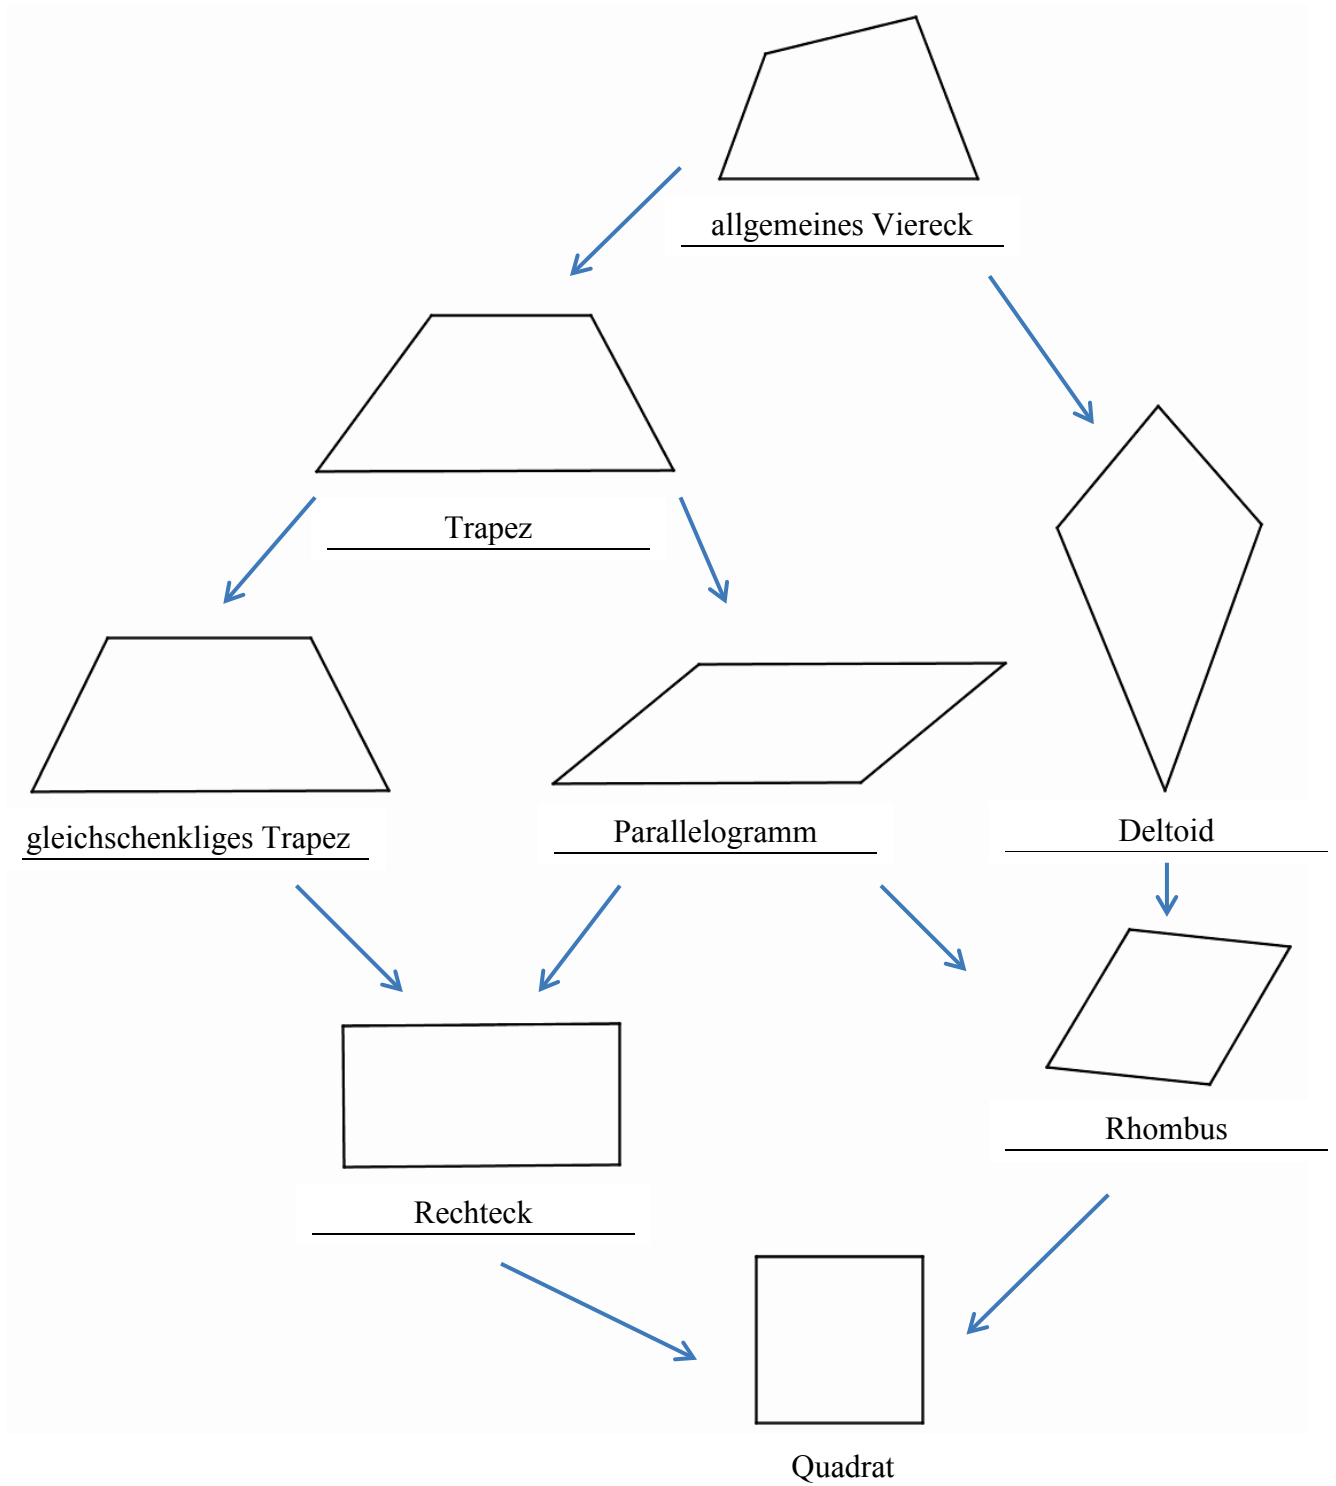 allgemeines Viereck
Trapez
gleichschenkliges Trapez
Parallelogramm
Deltoid
Rhombus
Rechteck
Quadrat